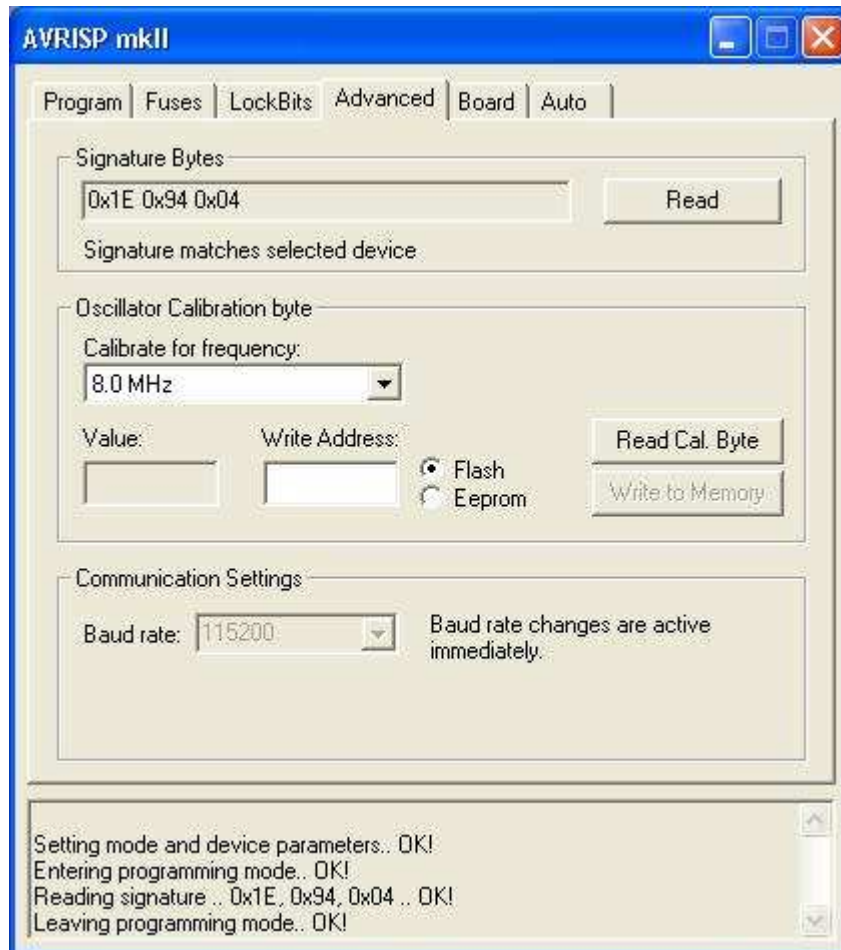 AVRISP mkII
Program Fuses LockBits Advanced Board Auto
Signature Bytes
0x1E 0x94 0x04
Read
Signature matches selected device
Oscillator Calibration byte
Calibrate for frequency:
8.0 MHz
Value: Write Address:
Flash
Eeprom
Read Cal. Byte
Write to Memory
Communication Settings
Baud rate: 115200
Baud rate changes are active
immediately.
Setting mode and device parameters.. OK!
Entering programming mode.. OK!
Reading signature .. 0x1E, 0x94, 0x04 .. OK!
Leaving programming mode.. OK!